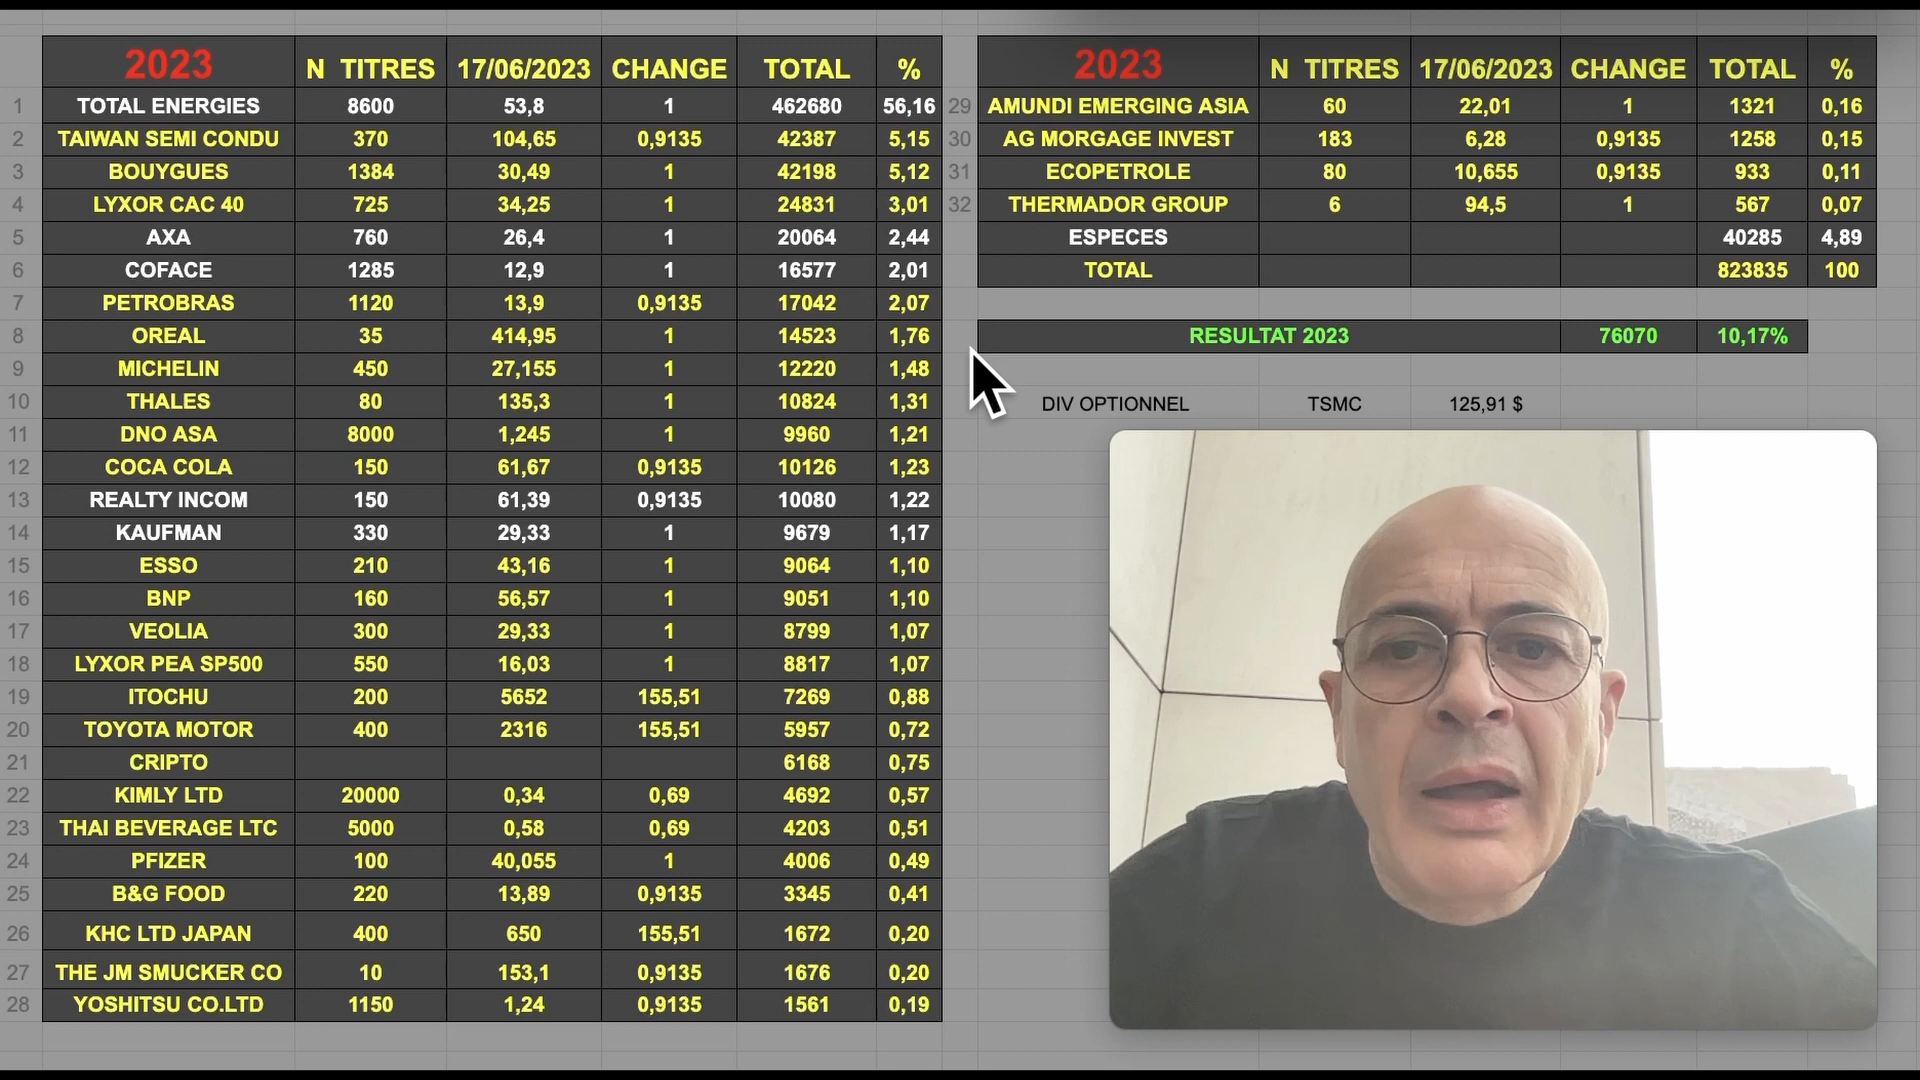 2023 N TITRES 17/06/2023 CHANGE TOTAL %
1 TOTAL ENERGIES 8600 53,8 1 462680 56,16
2 TAIWAN SEMI CONDU 370 104,65 0,9135 42387 5,15
3 BOUYGUES 1384 30,49 1 42198 5,12
4 LYXOR CAC 40 725 34,25 1 24831 3,01
5 AXA 760 26,4 1 20064 2,44
6 COFACE 1285 12,9 1 16577 2,01
7 PETROBRAS 1120 13,9 0,9135 17042 2,07
8 OREAL 35 414,95 1 14523 1,76
9 MICHELIN 450 27,155 1 12220 1,48
10 THALES 80 135,3 1 10824 1,31
11 DNO ASA 8000 1,245 1 9960 1,21
12 COCA COLA 150 61,67 0,9135 10126 1,23
13 REALTY INCOM 150 61,39 0,9135 10080 1,22
14 KAUFMAN 330 29,33 1 9679 1,17
15 ESSO 210 43,16 1 9064 1,10
16 BNP 160 56,57 1 9051 1,10
17 VEOLIA 300 29,33 1 8799 1,07
18 LYXOR PEA SP500 550 16,03 1 8817 1,07
19 ITOCHU 200 5652 155,51 7269 0,88
20 TOYOTA MOTOR 400 2316 155,51 5957 0,72
21 CRIPTO 6168 0,75
22 KIMLY LTD 20000 0,34 0,69 4692 0,57
23 THAI BEVERAGE LTC 5000 0,58 0,69 4203 0,51
24 PFIZER 100 40,055 1 4006 0,49
25 B&G FOOD 220 13,89 0,9135 3345 0,41
26 KHC LTD JAPAN 400 650 155,51 1672 0,20
27 THE JM SMUCKER CO 10 153,1 0,9135 1676 0,20
28 YOSHITSU CO.LTD 1150 1,24 0,9135 1561 0,19
2023 N TITRES 17/06/2023 CHANGE TOTAL %
29 AMUNDI EMERGING ASIA 60 22,01 1 1321 0,16
30 AG MORGAGE INVEST 183 6,28 0,9135 1258 0,15
31 ECOPETROLE 80 10,655 0,9135 933 0,11
32 THERMADOR GROUP 6 94,5 1 567 0,07
ESPECES 40285 4,89
TOTAL 823835 100
RESULTAT 2023 76070 10,17%
DIV OPTIONNEL TSMC 125,91 $